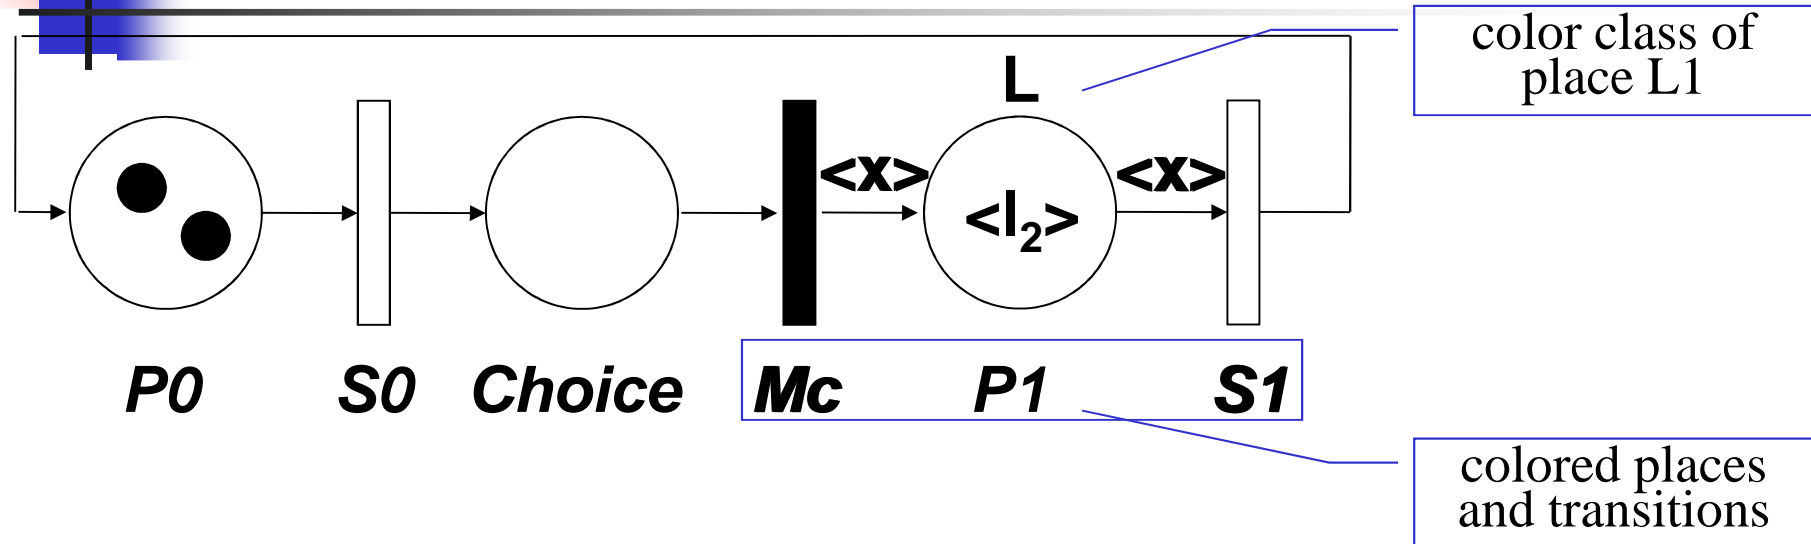 color class of
place L1
L
<x>
<x>
<l₂>
P0
S0
Choice
Mc
P1
S1
colored places
and transitions